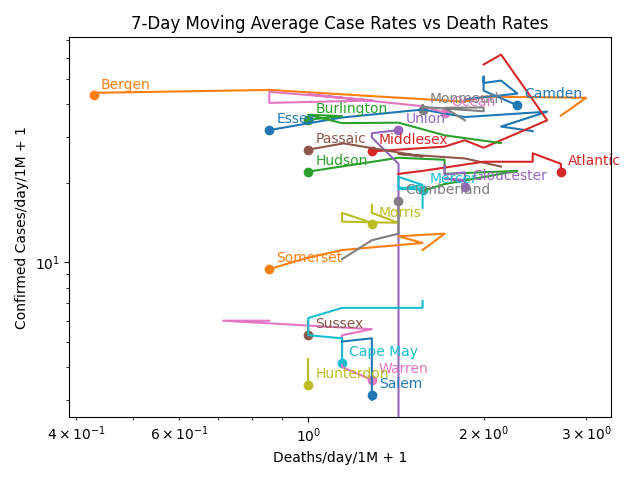 7-Day Moving Average Case Rates vs Death Rates
Bergen
Camden
Monmouth
Ocean
Burlington
Essex
Union
Passaic
Middlesex
Hudson
Atlantic
Mercer
Gloucester
Cumberland
Morris
Somerset
Sussex
Cape May
Warren
Hunterdon
Salem
Confirmed Cases/day/1M + 1
10¹
4 × 10⁻¹
6 × 10⁻¹
10⁰
2 × 10⁰
3 × 10⁰
Deaths/day/1M + 1